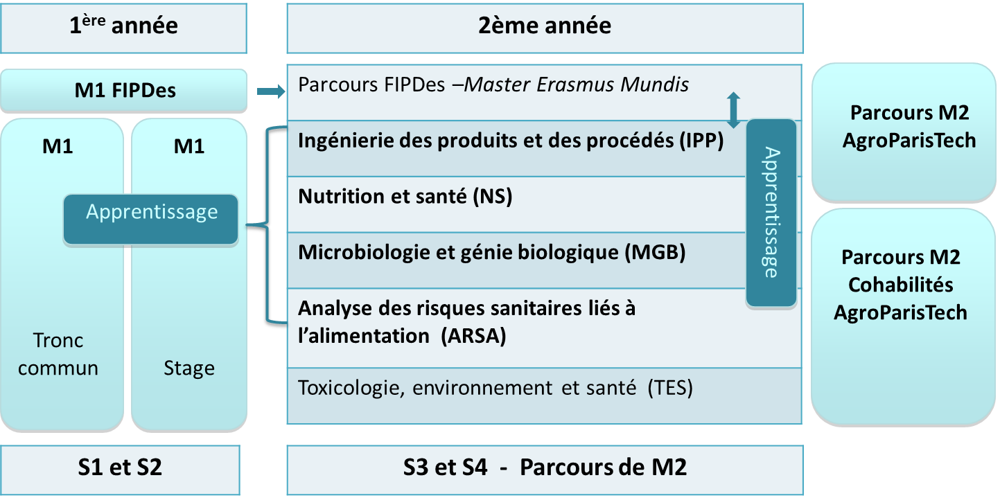 1ère année
2ème année
M1 FIPDes
Parcours FIPDes –Master Erasmus Mundis
M1
M1
Apprentissage
Tronc
commun
Stage
Ingénierie des produits et des procédés (IPP)
Nutrition et santé (NS)
Microbiologie et génie biologique (MGB)
Analyse des risques sanitaires liés à
l’alimentation (ARSA)
Toxicologie, environnement et santé (TES)
Apprentissage
Parcours M2
AgroParisTech
Parcours M2
Cohabilités
AgroParisTech
S1 et S2
S3 et S4 - Parcours de M2